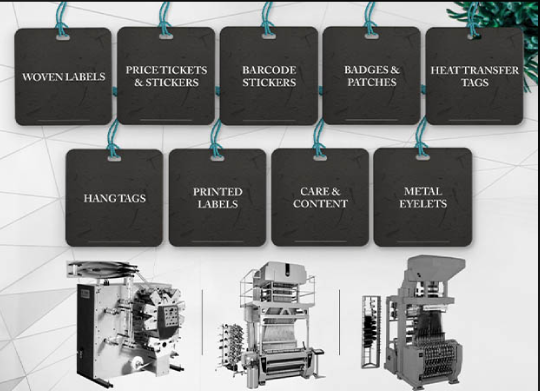 WOVEN LABELS
PRICE TICKETS
& STICKERS
BARCODE
STICKERS
BADGES &
PATCHES
HEAT TRANSFER
TAGS
HANG TAGS
PRINTED
LABELS
CARE &
CONTENT
METAL
EYELETS